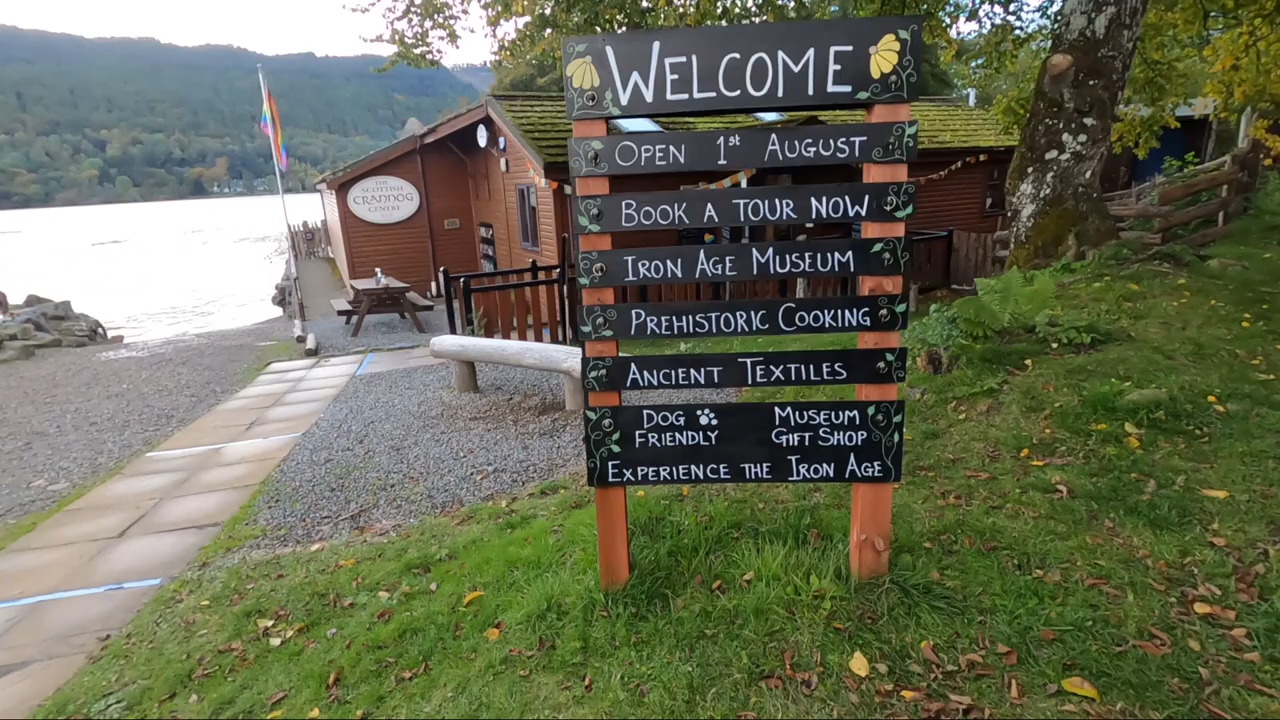 WELCOME
OPEN 1st AUGUST
BOOK A TOUR NOW
IRON AGE MUSEUM
PREHISTORIC COOKING
ANCIENT TEXTILES
DOG
FRIENDLY
MUSEUM
GIFT SHOP
EXPERIENCE THE IRON AGE
THE
SCOTTISH
CRANNOG
CENTRE